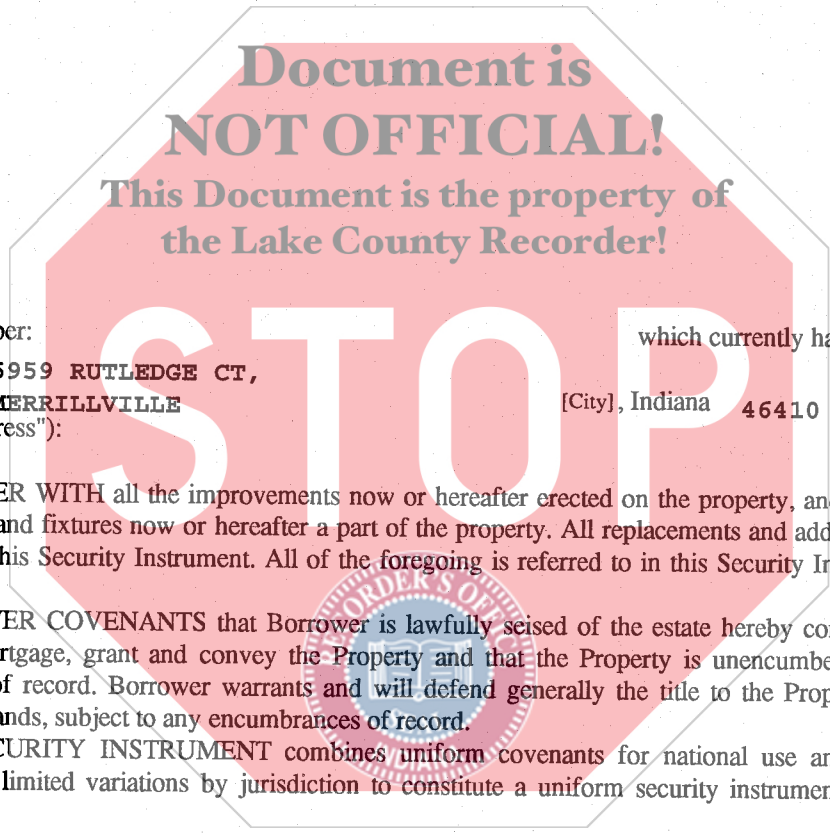 Document is
NOT OFFICIAL!
This Document is the property of
the Lake County Recorder!
STOP
ber:
which currently ha
5959 RUTLEDGE CT,
MERRILLVILLE
[City], Indiana 46410
ress"):
ER WITH all the improvements now or hereafter erected on the property, and
and fixtures now or hereafter a part of the property. All replacements and add
his Security Instrument. All of the foregoing is referred to in this Security In
ER COVENANTS that Borrower is lawfully seised of the estate hereby co
rtgage, grant and convey the Property and that the Property is unencumbe
of record. Borrower warrants and will defend generally the title to the Prop
ands, subject to any encumbrances of record.
CURITY INSTRUMENT combines uniform covenants for national use an
limited variations by jurisdiction to constitute a uniform security instrumen
RECORDER'S OFFIC